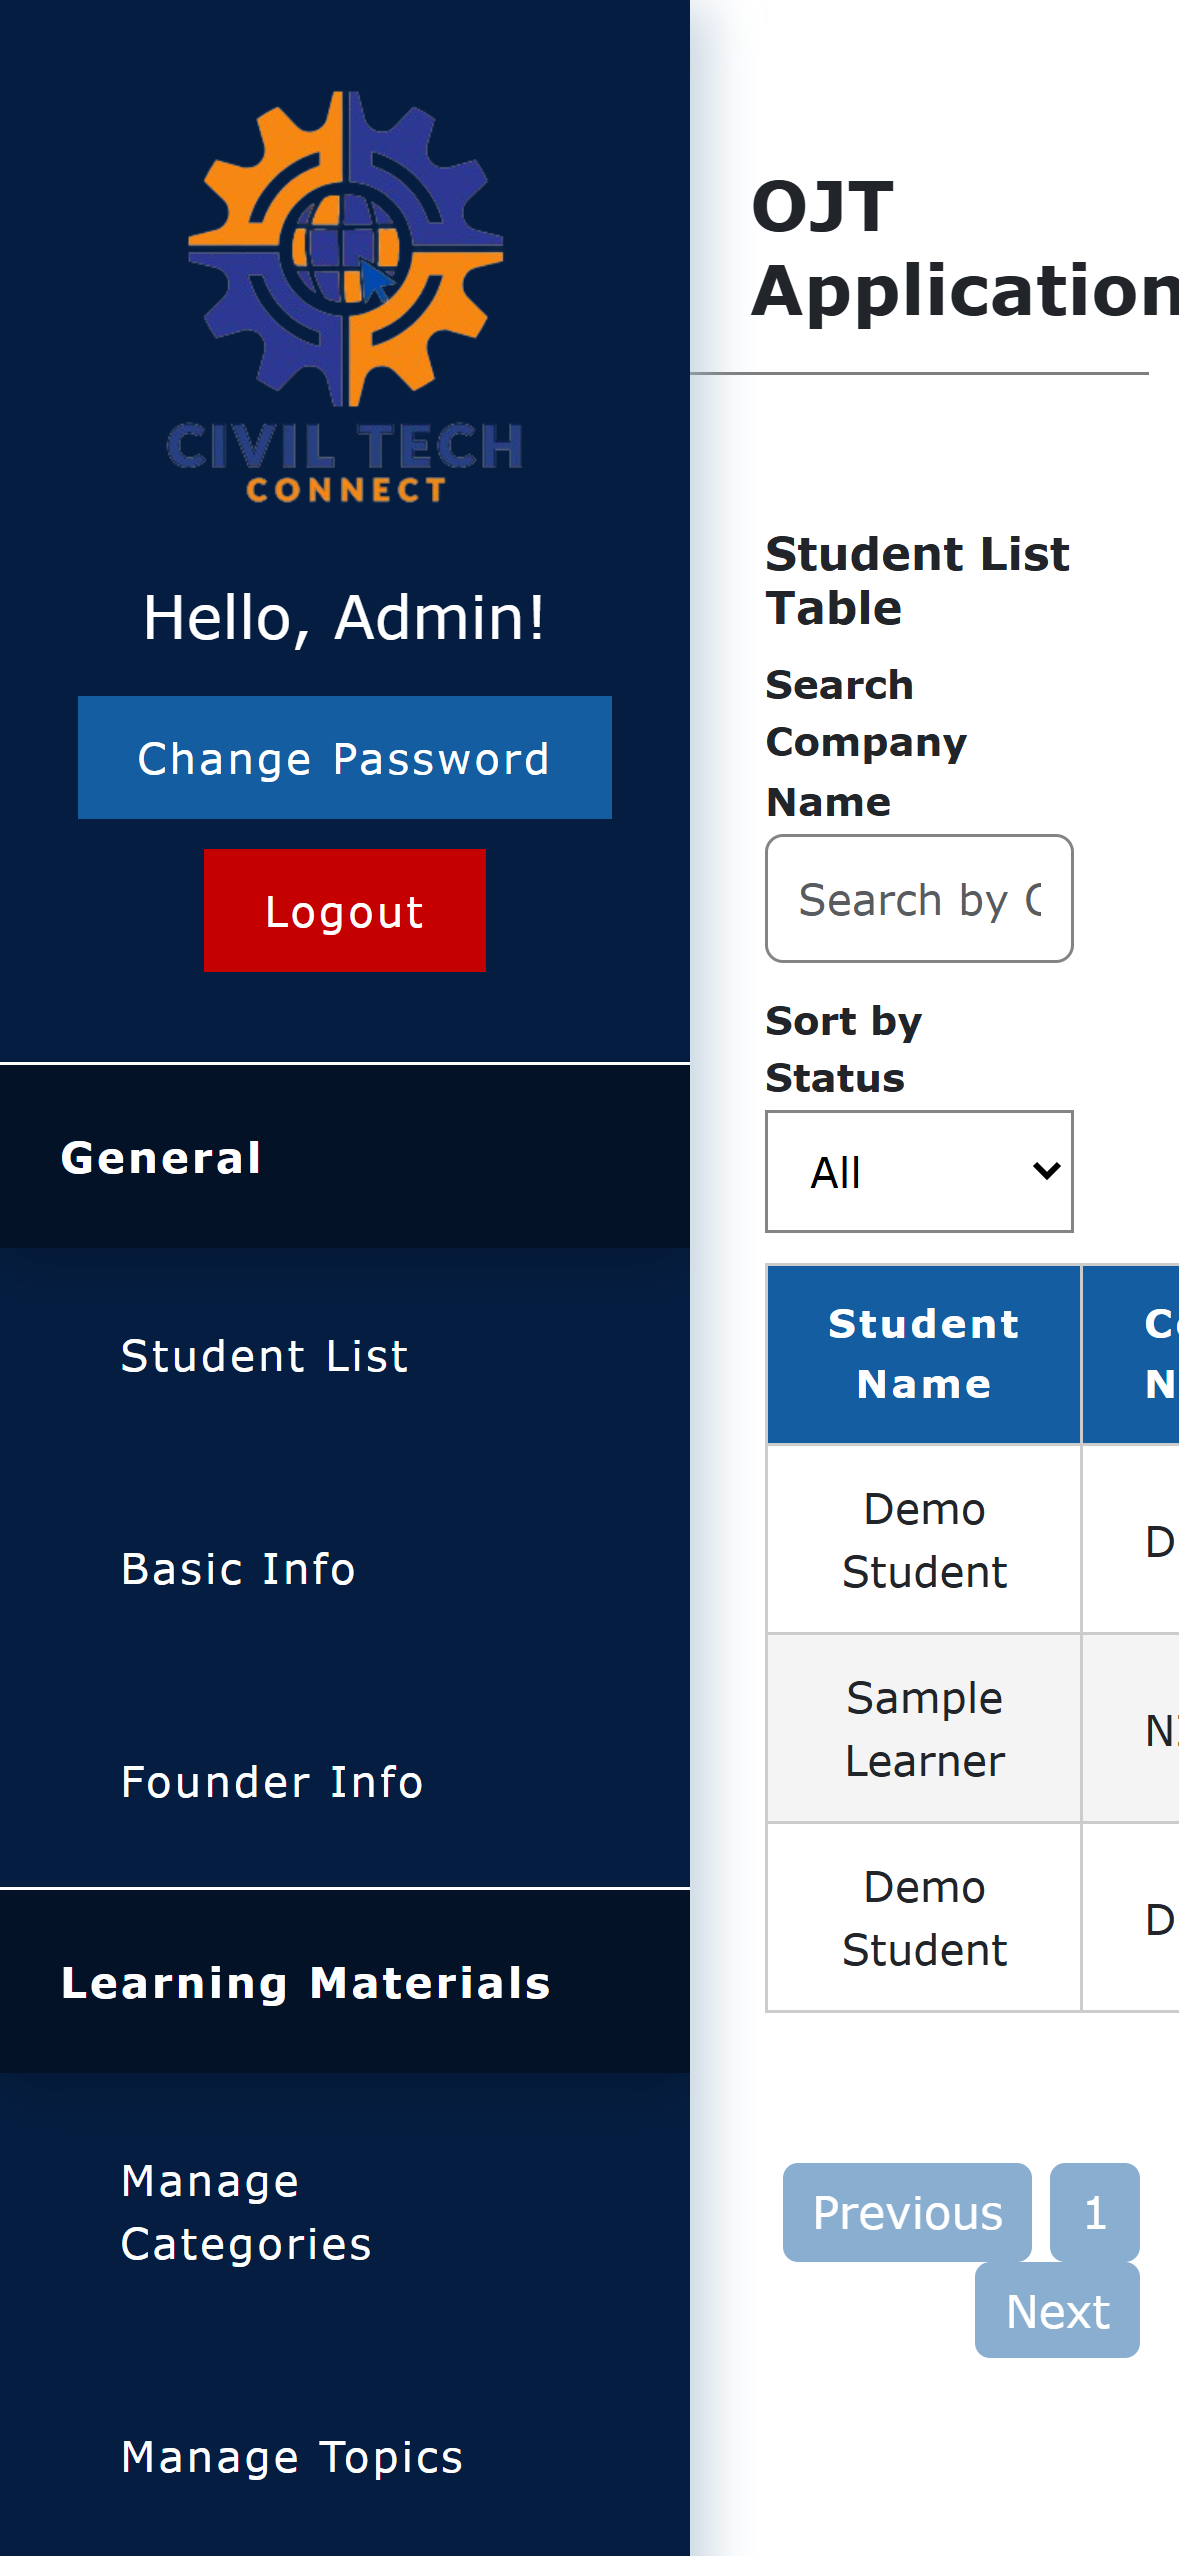 CIVIL TECH
CONNECT
Hello, Admin!
Change Password
Logout
General
Student List
Basic Info
Founder Info
Learning Materials
Manage
Categories
Manage Topics
OJT
Application
Student List
Table
Search
Company
Name
Search by
Sort by
Status
All
Student
Name
Demo
Student
Sample
Learner
Demo
Student
Previous
1
Next